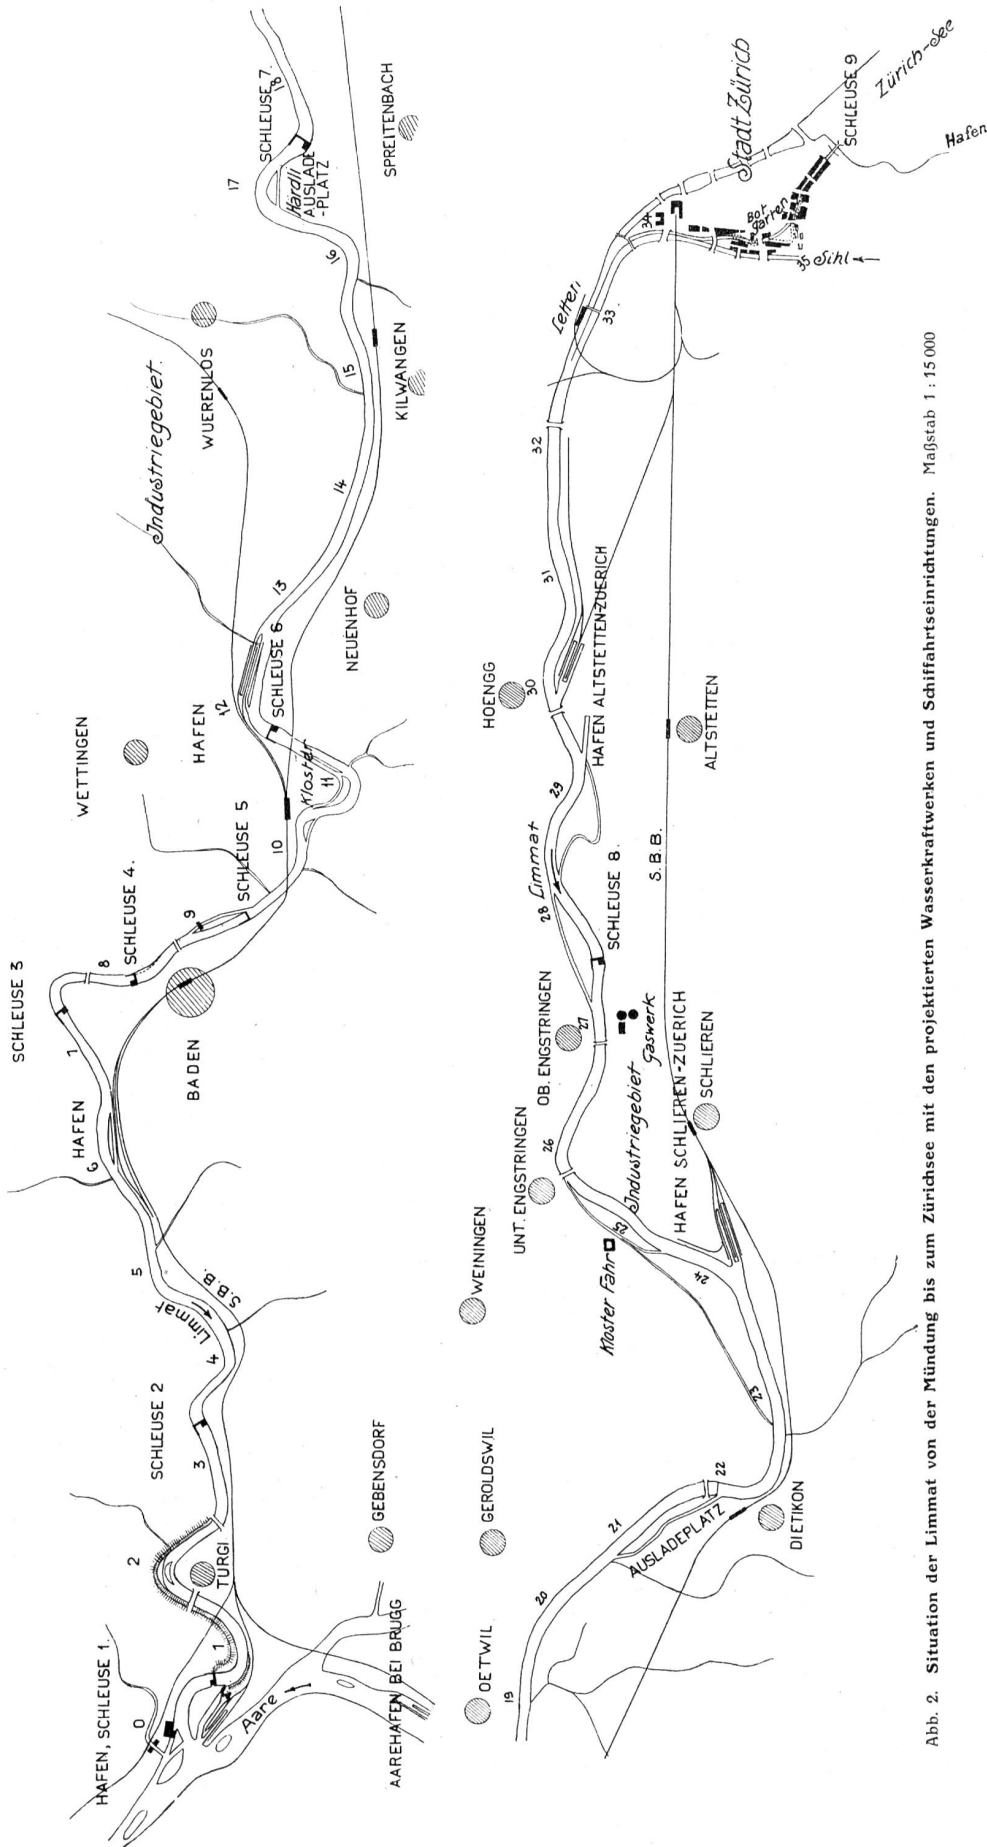 HAFEN, SCHLEUSE 1.
0
1
2
TURGI
Aare
AAREHAFEN BEI BRUGG
GEBENSDORF
SCHLEUSE 2
3
4
Limmat
S.B.B.
5
6
HAFEN
7
SCHLEUSE 3
8
BADEN
SCHLEUSE 4.
9
SCHLEUSE 5
10
WETTINGEN
Kloster
11
HAFEN
12
SCHLEUSE 6
13
NEUENHOF
Industriegebiet.
14
WUERENLOS
15
KILWANGEN
16
17
Härdli
AUSLADE
-PLATZ
SCHLEUSE 7.
18
SPREITENBACH
19
OETWIL
20
GEROLDSWIL
21
AUSLADEPLATZ
22
DIETIKON
23
WEININGEN
Kloster Fahr
24
25
HAFEN SCHLIEREN-ZUERICH
SCHLIEREN
UNT. ENGSTRINGEN
26
Industriegebiet
Gaswerk
OB. ENGSTRINGEN
27
SCHLEUSE 8.
28
Limmat
29
S.B.B.
HAFEN ALTSTETTEN-ZUERICH
ALTSTETTEN
HOENGG
30
31
32
Letten
33
34
Stadt Zürich
Bot
garten
35
Sihl
SCHLEUSE 9
Zürich-See
Hafen
Abb. 2. Situation der Limmat von der Mündung bis zum Zürichsee mit den projektierten Wasserkraftwerken und Schiffahrtseinrichtungen. Maßstab 1 : 15 000